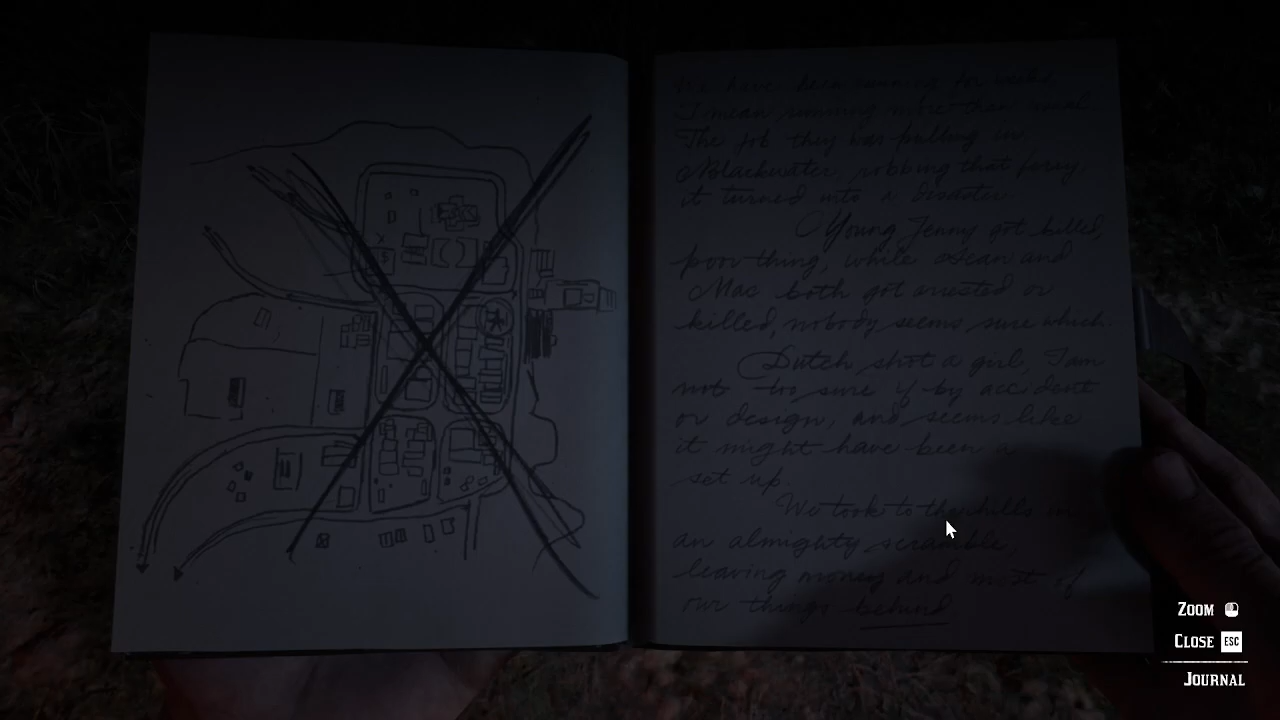 We have been running for weeks,
I mean running more than usual
The job they was pulling in
Blackwater, robbing that ferry,
it turned into a disaster.
Young Jenny got killed,
poor thing, while Sean and
Mac both got arrested or
killed, nobody seems sure which.
Dutch shot a girl, I am
not too sure if by accident
or design, and seems like
it might have been a
set up.
We took to the hills in
an almighty scramble,
leaving money and most of
our things behind
$
Zoom
Close ESC
Journal